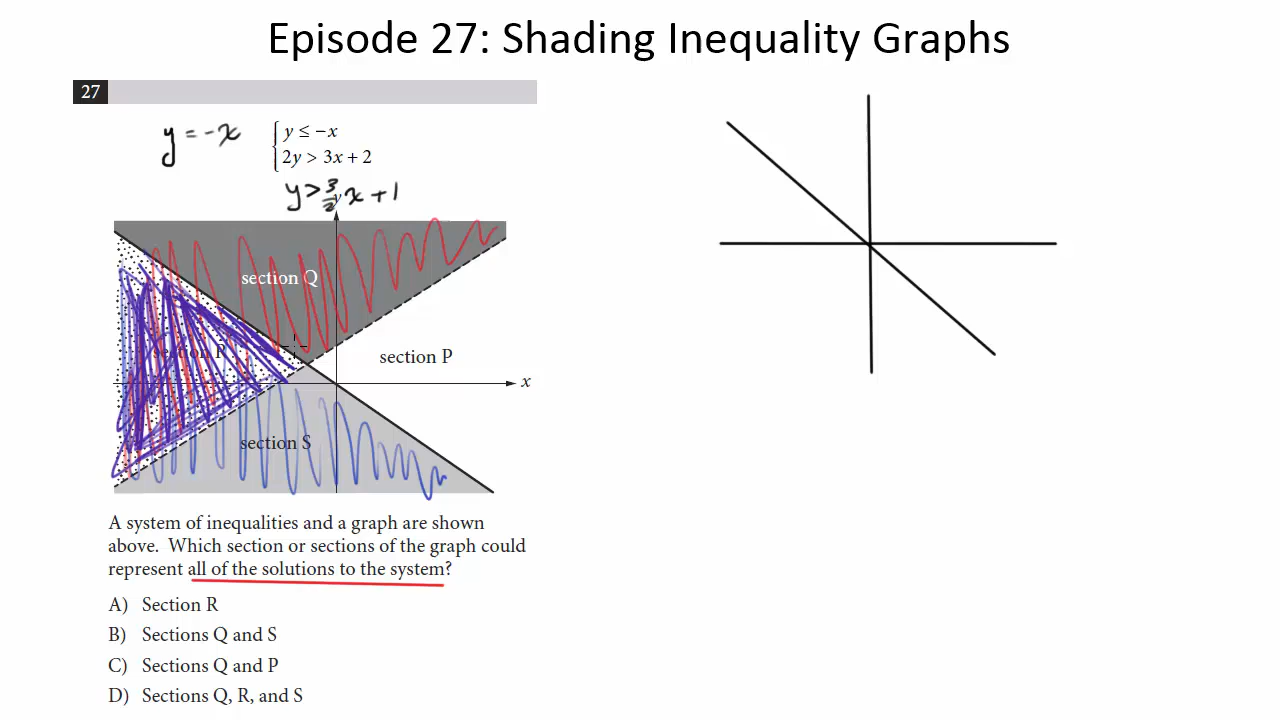 Episode 27: Shading Inequality Graphs
27
y = -x
y ≤ −x
2y > 3x + 2
y > 3/2 x + 1
y
section Q
section R
section P
x
section S
A system of inequalities and a graph are shown
above. Which section or sections of the graph could
represent all of the solutions to the system?
A) Section R
B) Sections Q and S
C) Sections Q and P
D) Sections Q, R, and S